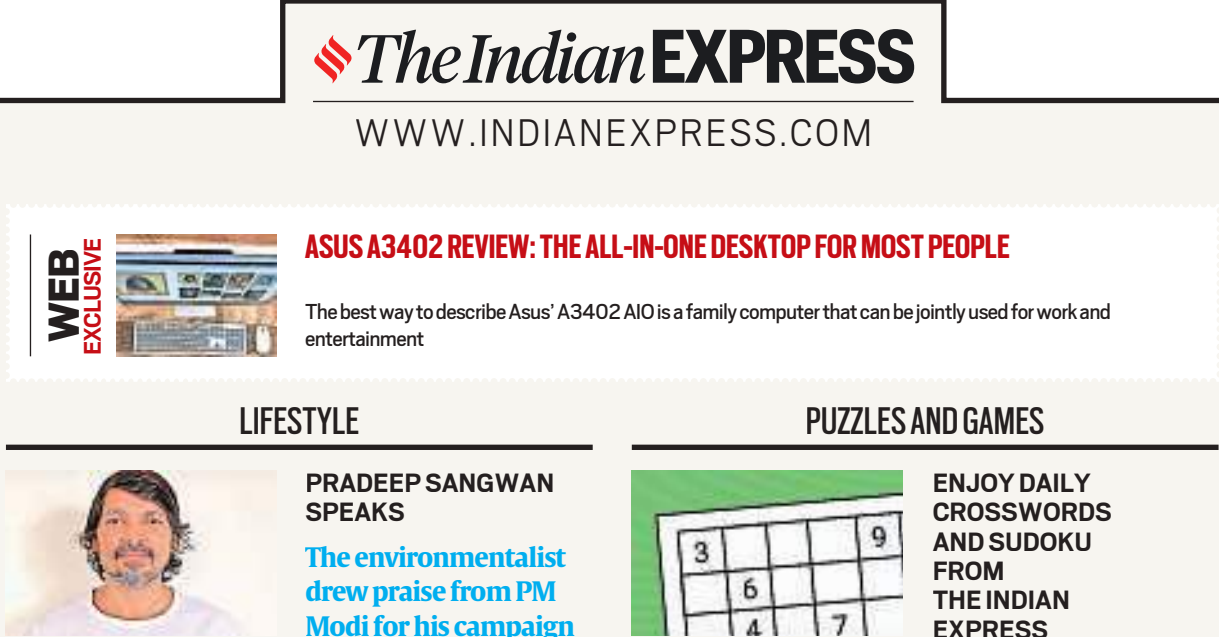 The Indian EXPRESS
WWW.INDIANEXPRESS.COM
WEB
EXCLUSIVE
ASUS A3402 REVIEW: THE ALL-IN-ONE DESKTOP FOR MOST PEOPLE
The best way to describe Asus’ A3402 AIO is a family computer that can be jointly used for work and
entertainment
LIFESTYLE
PRADEEP SANGWAN
SPEAKS
The environmentalist
drew praise from PM
Modi for his campaign
PUZZLES AND GAMES
3 9
6
4 7
ENJOY DAILY
CROSSWORDS
AND SUDOKU
FROM
THE INDIAN
EXPRESS